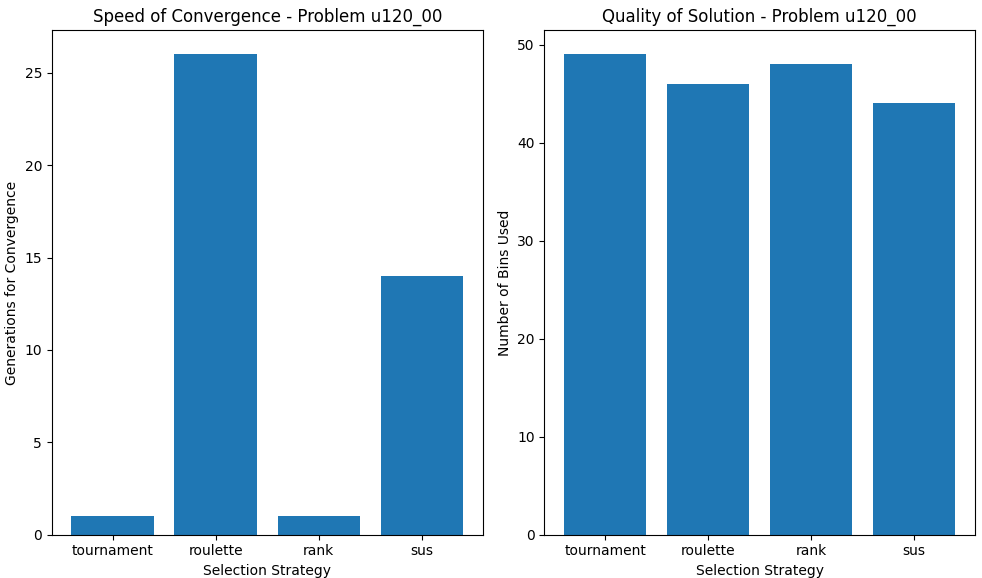 Speed of Convergence - Problem u120_00
Generations for Convergence
25
20
15
10
5
0
tournament roulette rank sus
Selection Strategy
Quality of Solution - Problem u120_00
Number of Bins Used
50
40
30
20
10
0
tournament roulette rank sus
Selection Strategy